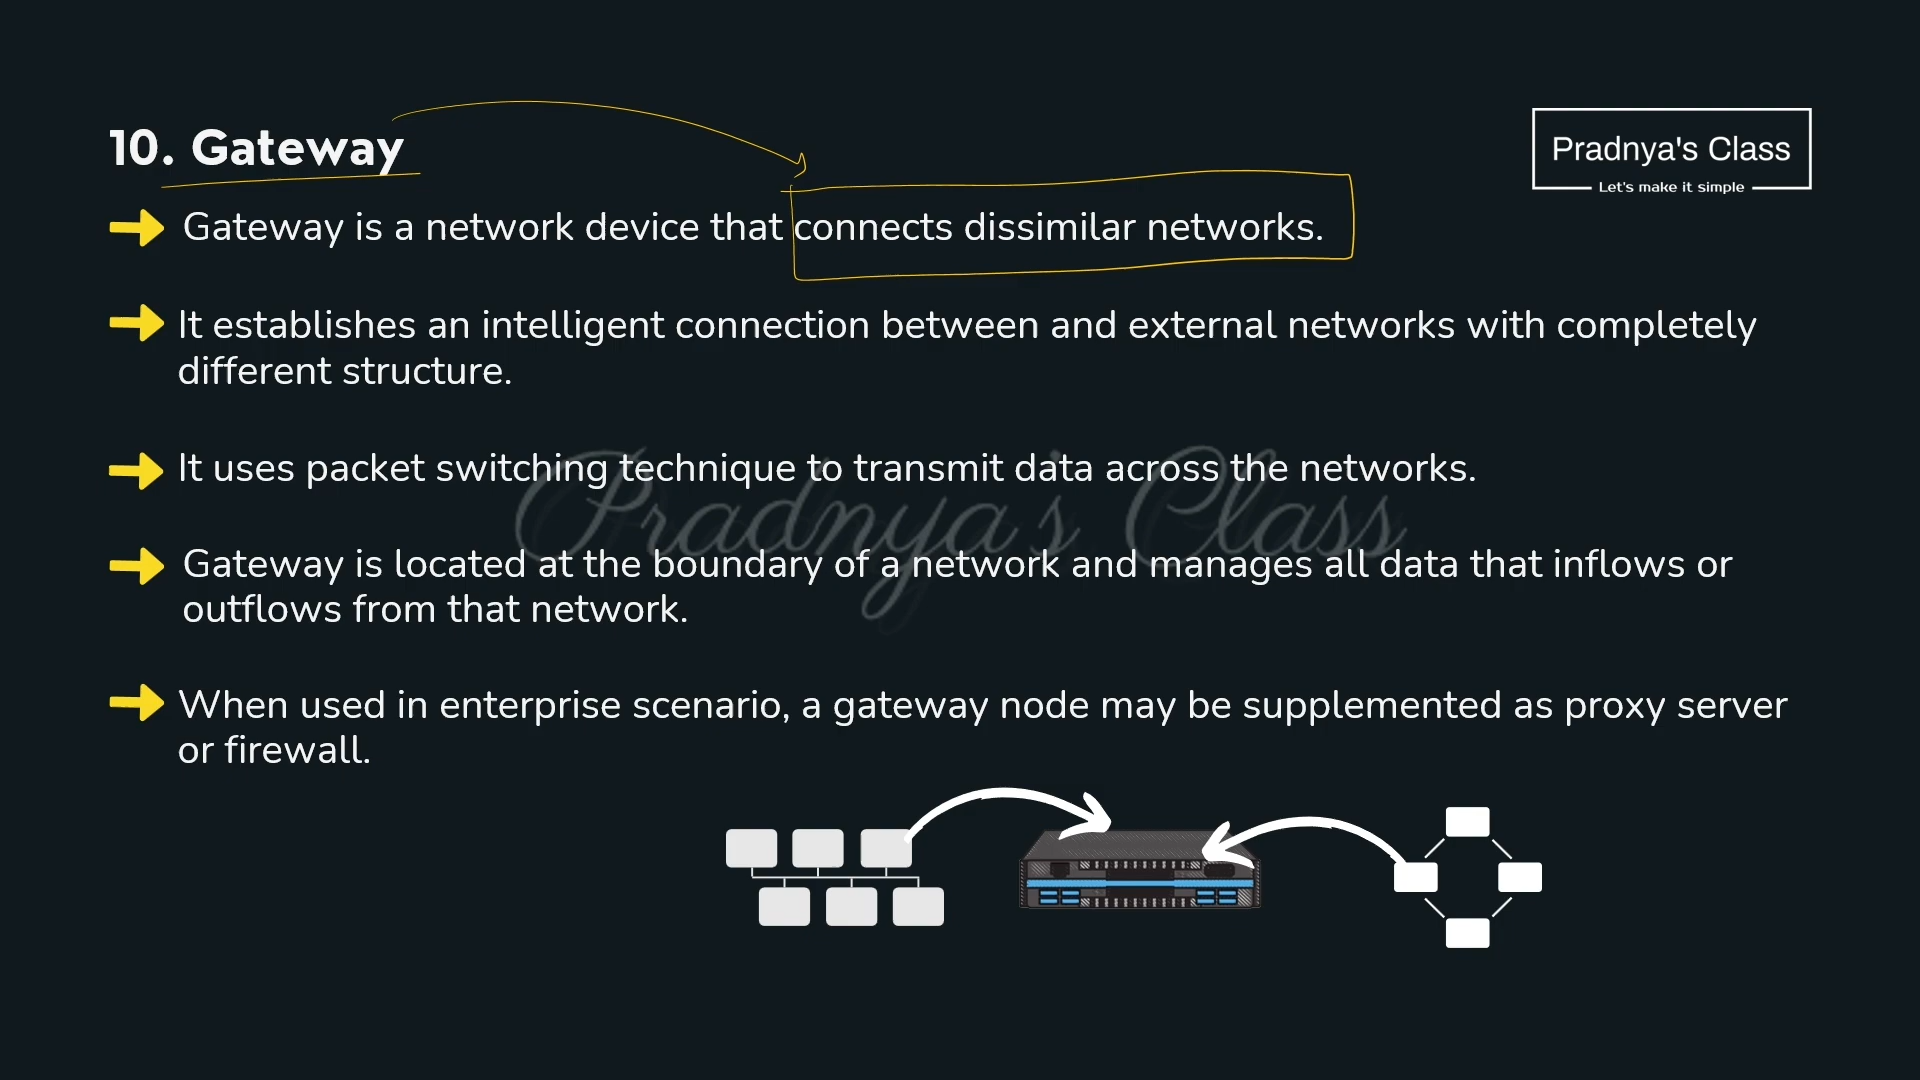 10. Gateway
Pradnya's Class
Let's make it simple
Gateway is a network device that connects dissimilar networks.
It establishes an intelligent connection between and external networks with completely
different structure.
It uses packet switching technique to transmit data across the networks.
Pradnya's Class
Gateway is located at the boundary of a network and manages all data that inflows or
outflows from that network.
When used in enterprise scenario, a gateway node may be supplemented as proxy server
or firewall.